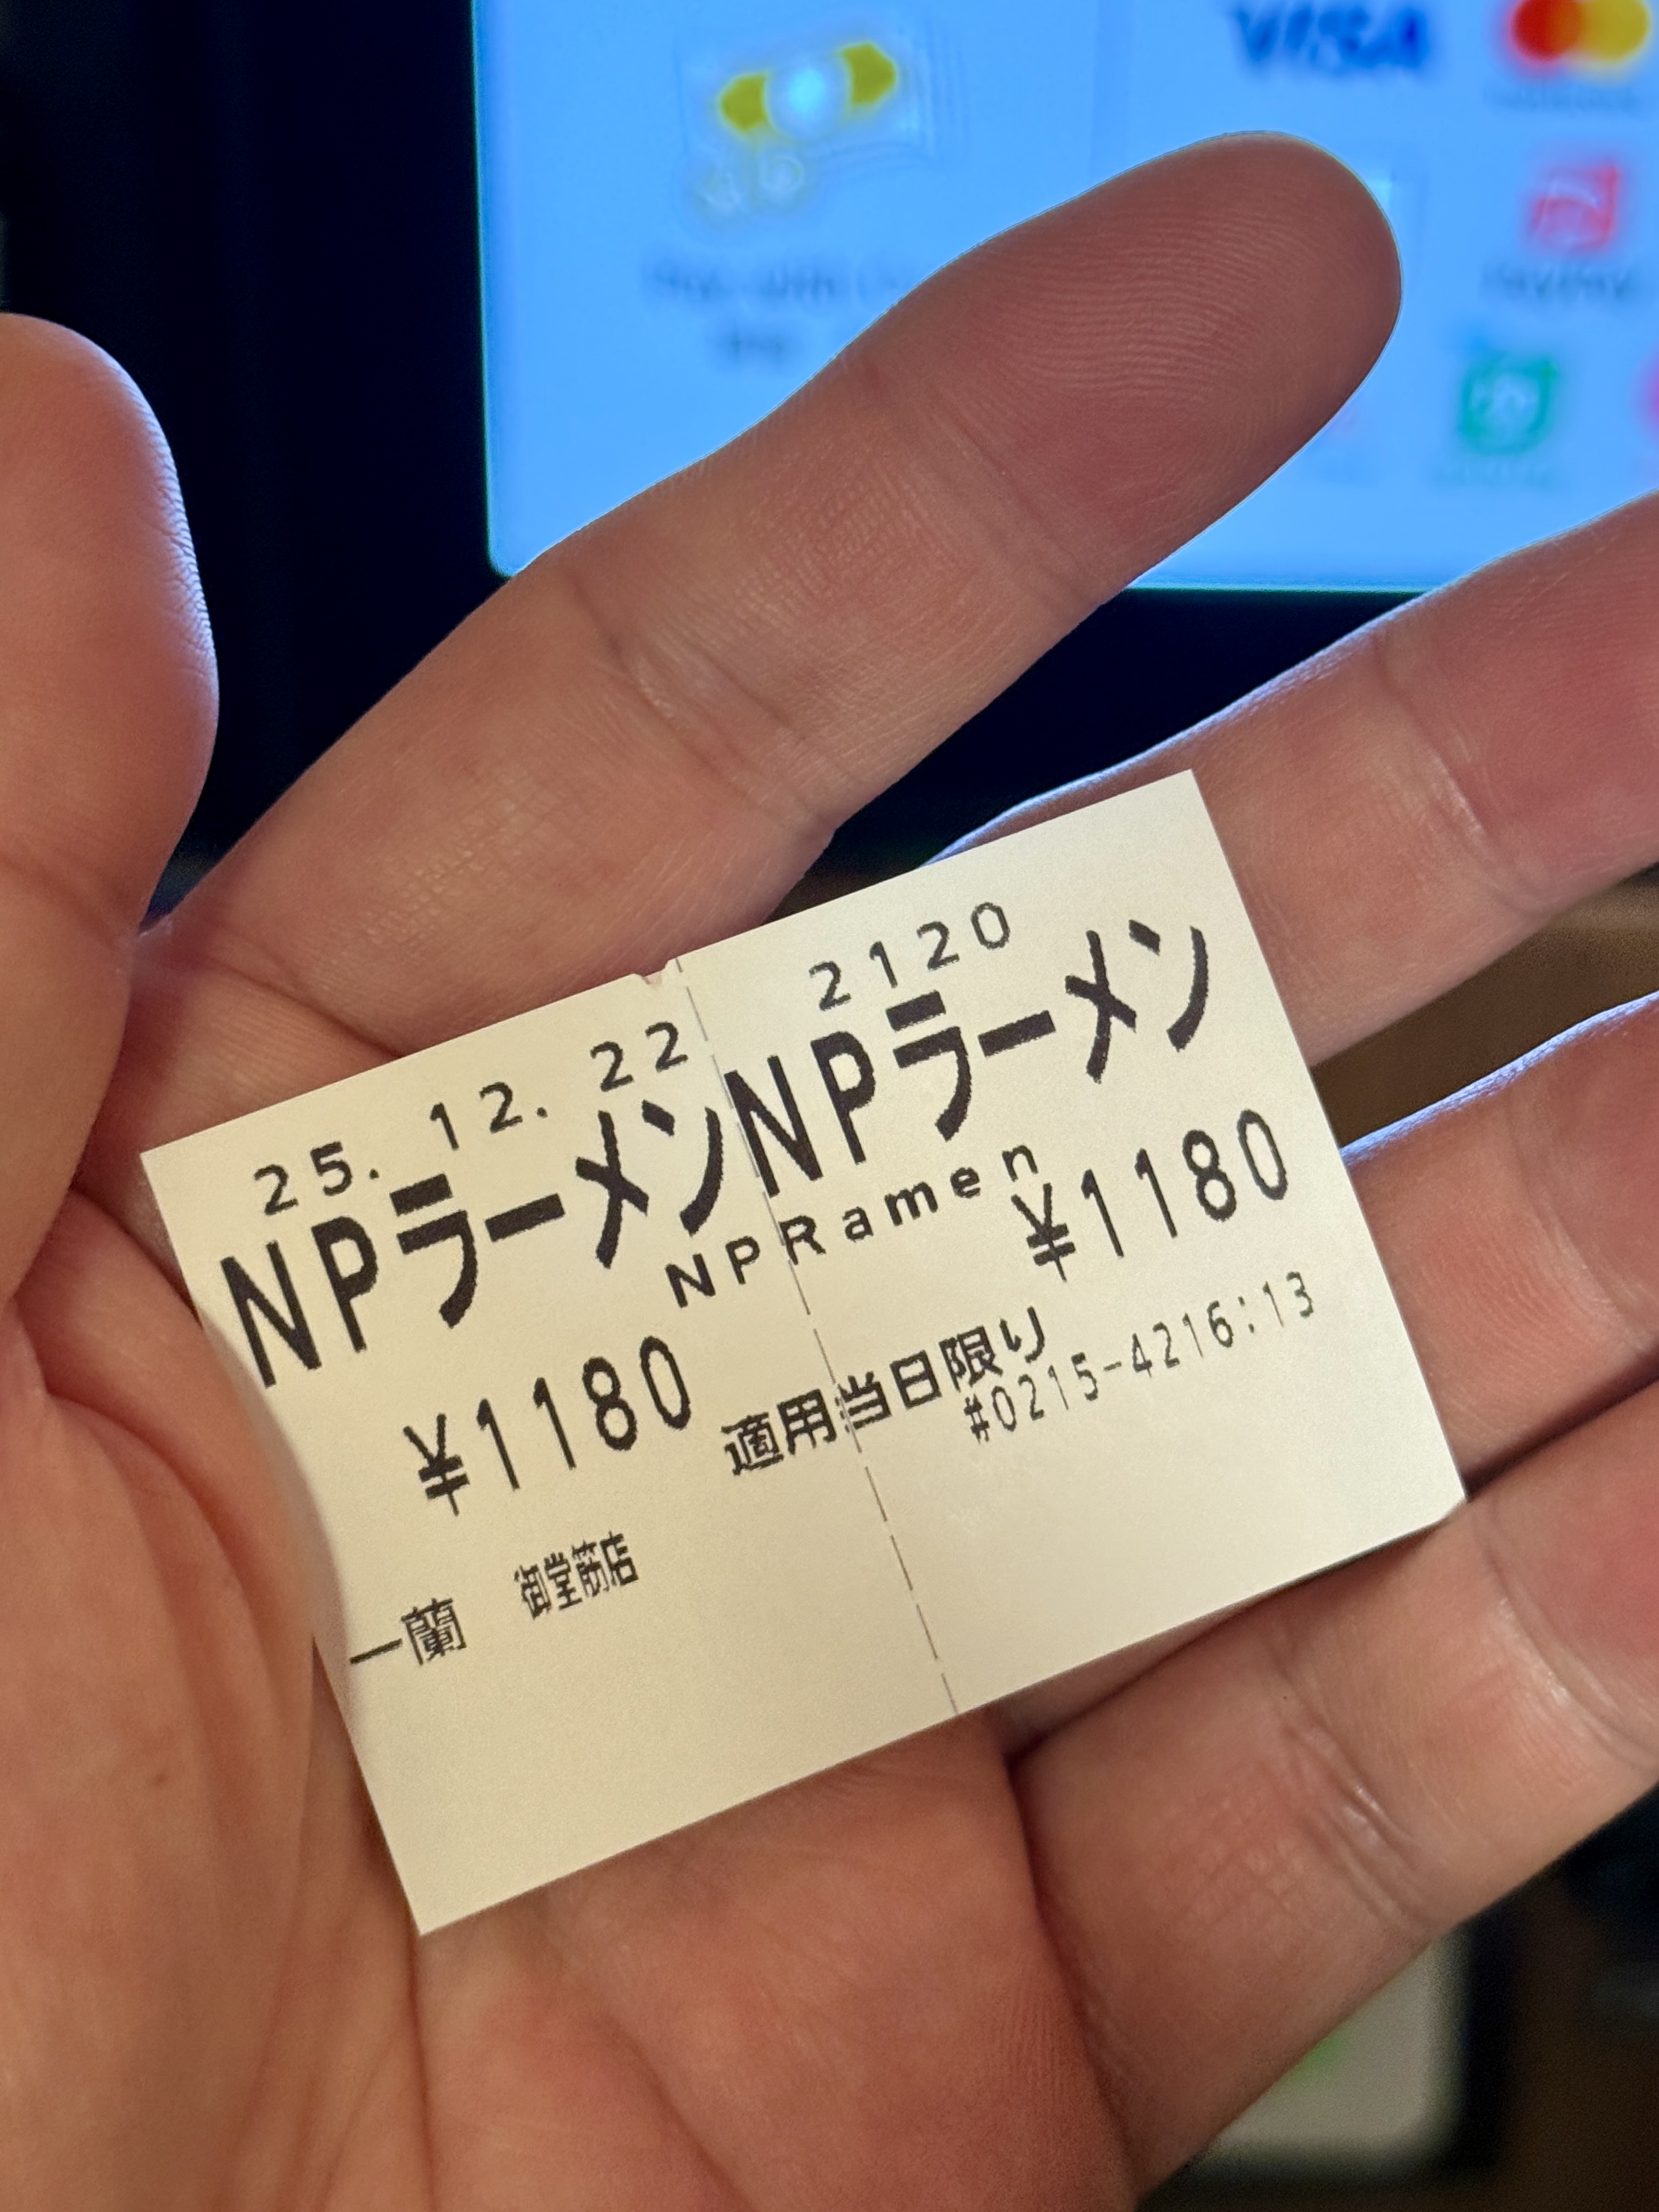 VISA
25. 12. 22
2120
NPラーメン
NPラーメン
NPRamen
¥1180
¥1180
適用当日限り
#0215-4216:13
一蘭 御堂筋店